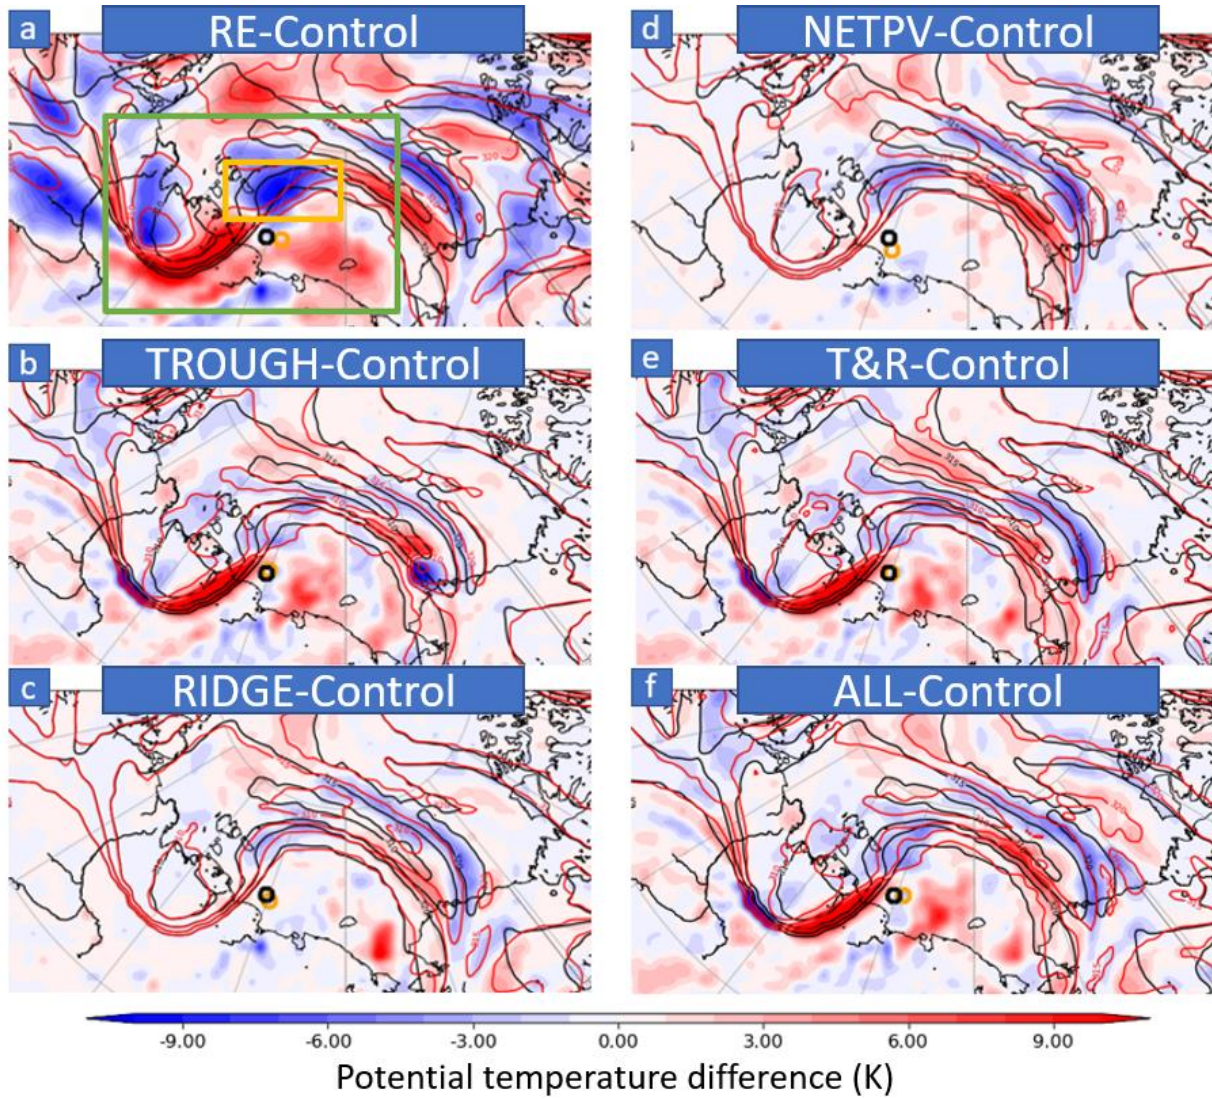 a
RE-Control
d
NETPV-Control
b
TROUGH-Control
e
T&R-Control
c
RIDGE-Control
f
ALL-Control
-9.00 -6.00 -3.00 0.00 3.00 6.00 9.00
Potential temperature difference (K)